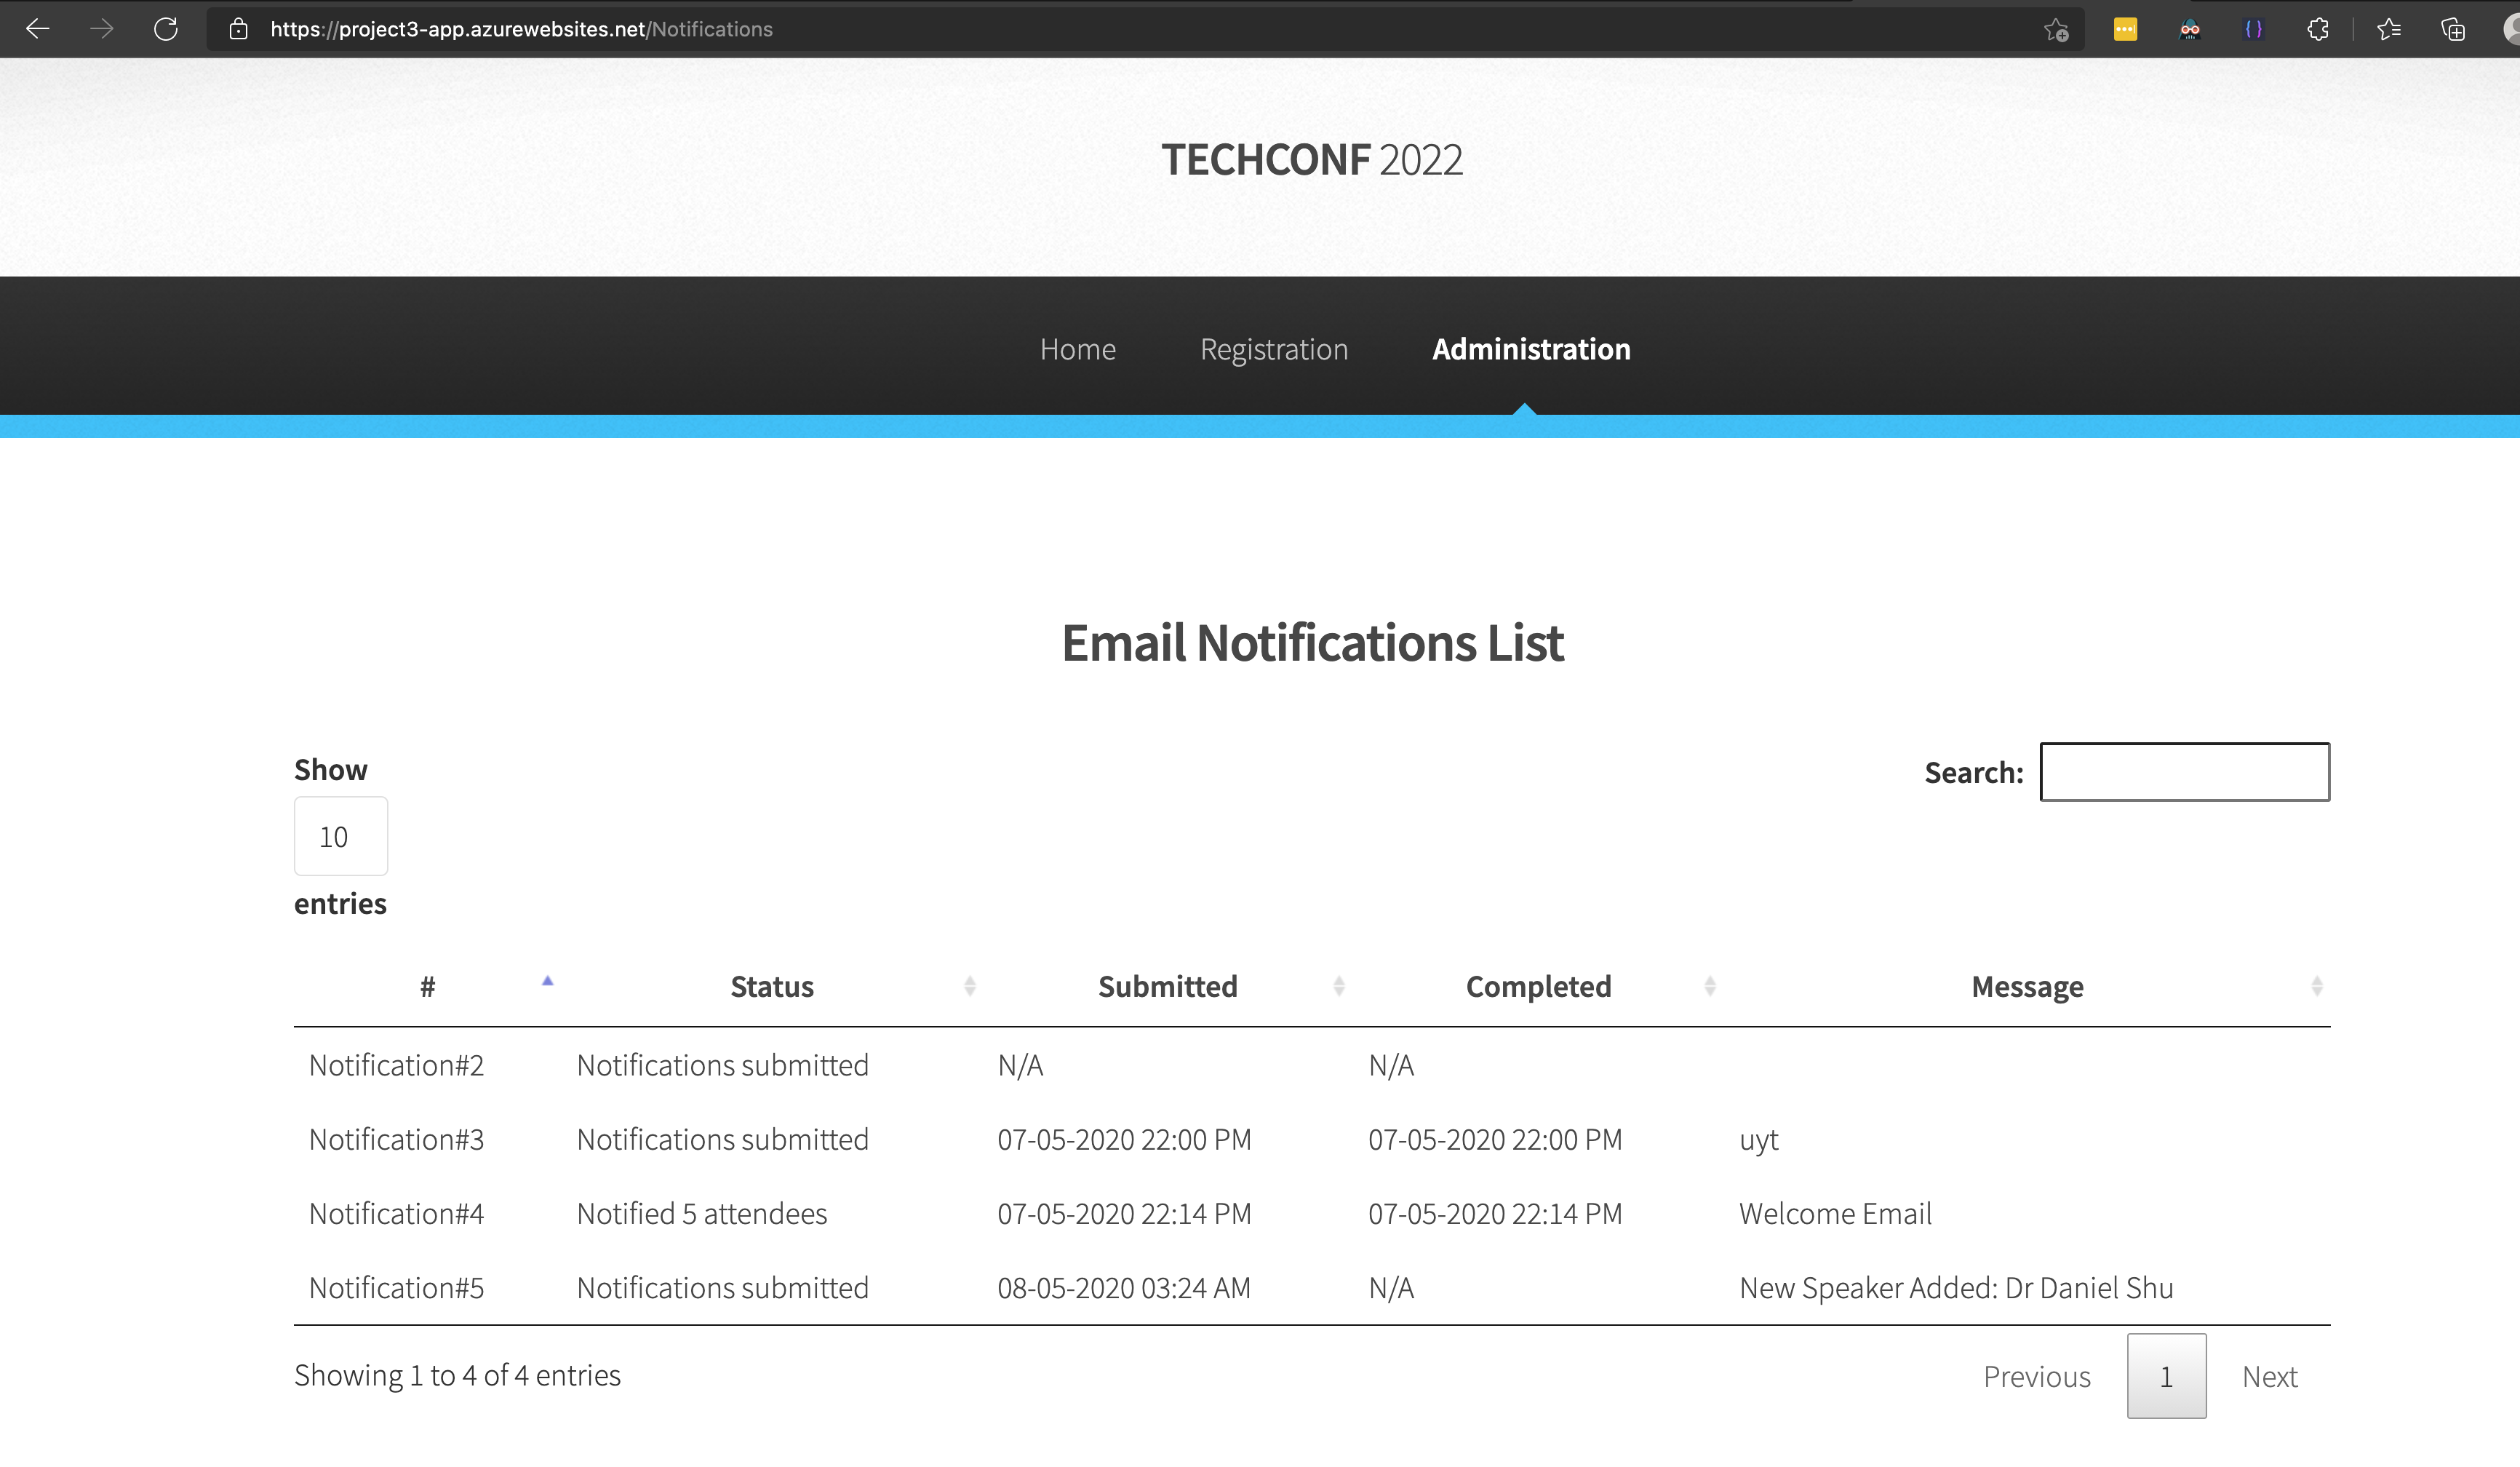 https://project3-app.azurewebsites.net/Notifications
TECHCONF 2022
Home Registration Administration
Email Notifications List
Show
Search:
10
entries
# Status Submitted Completed Message
Notification#2 Notifications submitted N/A N/A
Notification#3 Notifications submitted 07-05-2020 22:00 PM 07-05-2020 22:00 PM uyt
Notification#4 Notified 5 attendees 07-05-2020 22:14 PM 07-05-2020 22:14 PM Welcome Email
Notification#5 Notifications submitted 08-05-2020 03:24 AM N/A New Speaker Added: Dr Daniel Shu
Showing 1 to 4 of 4 entries
Previous 1 Next